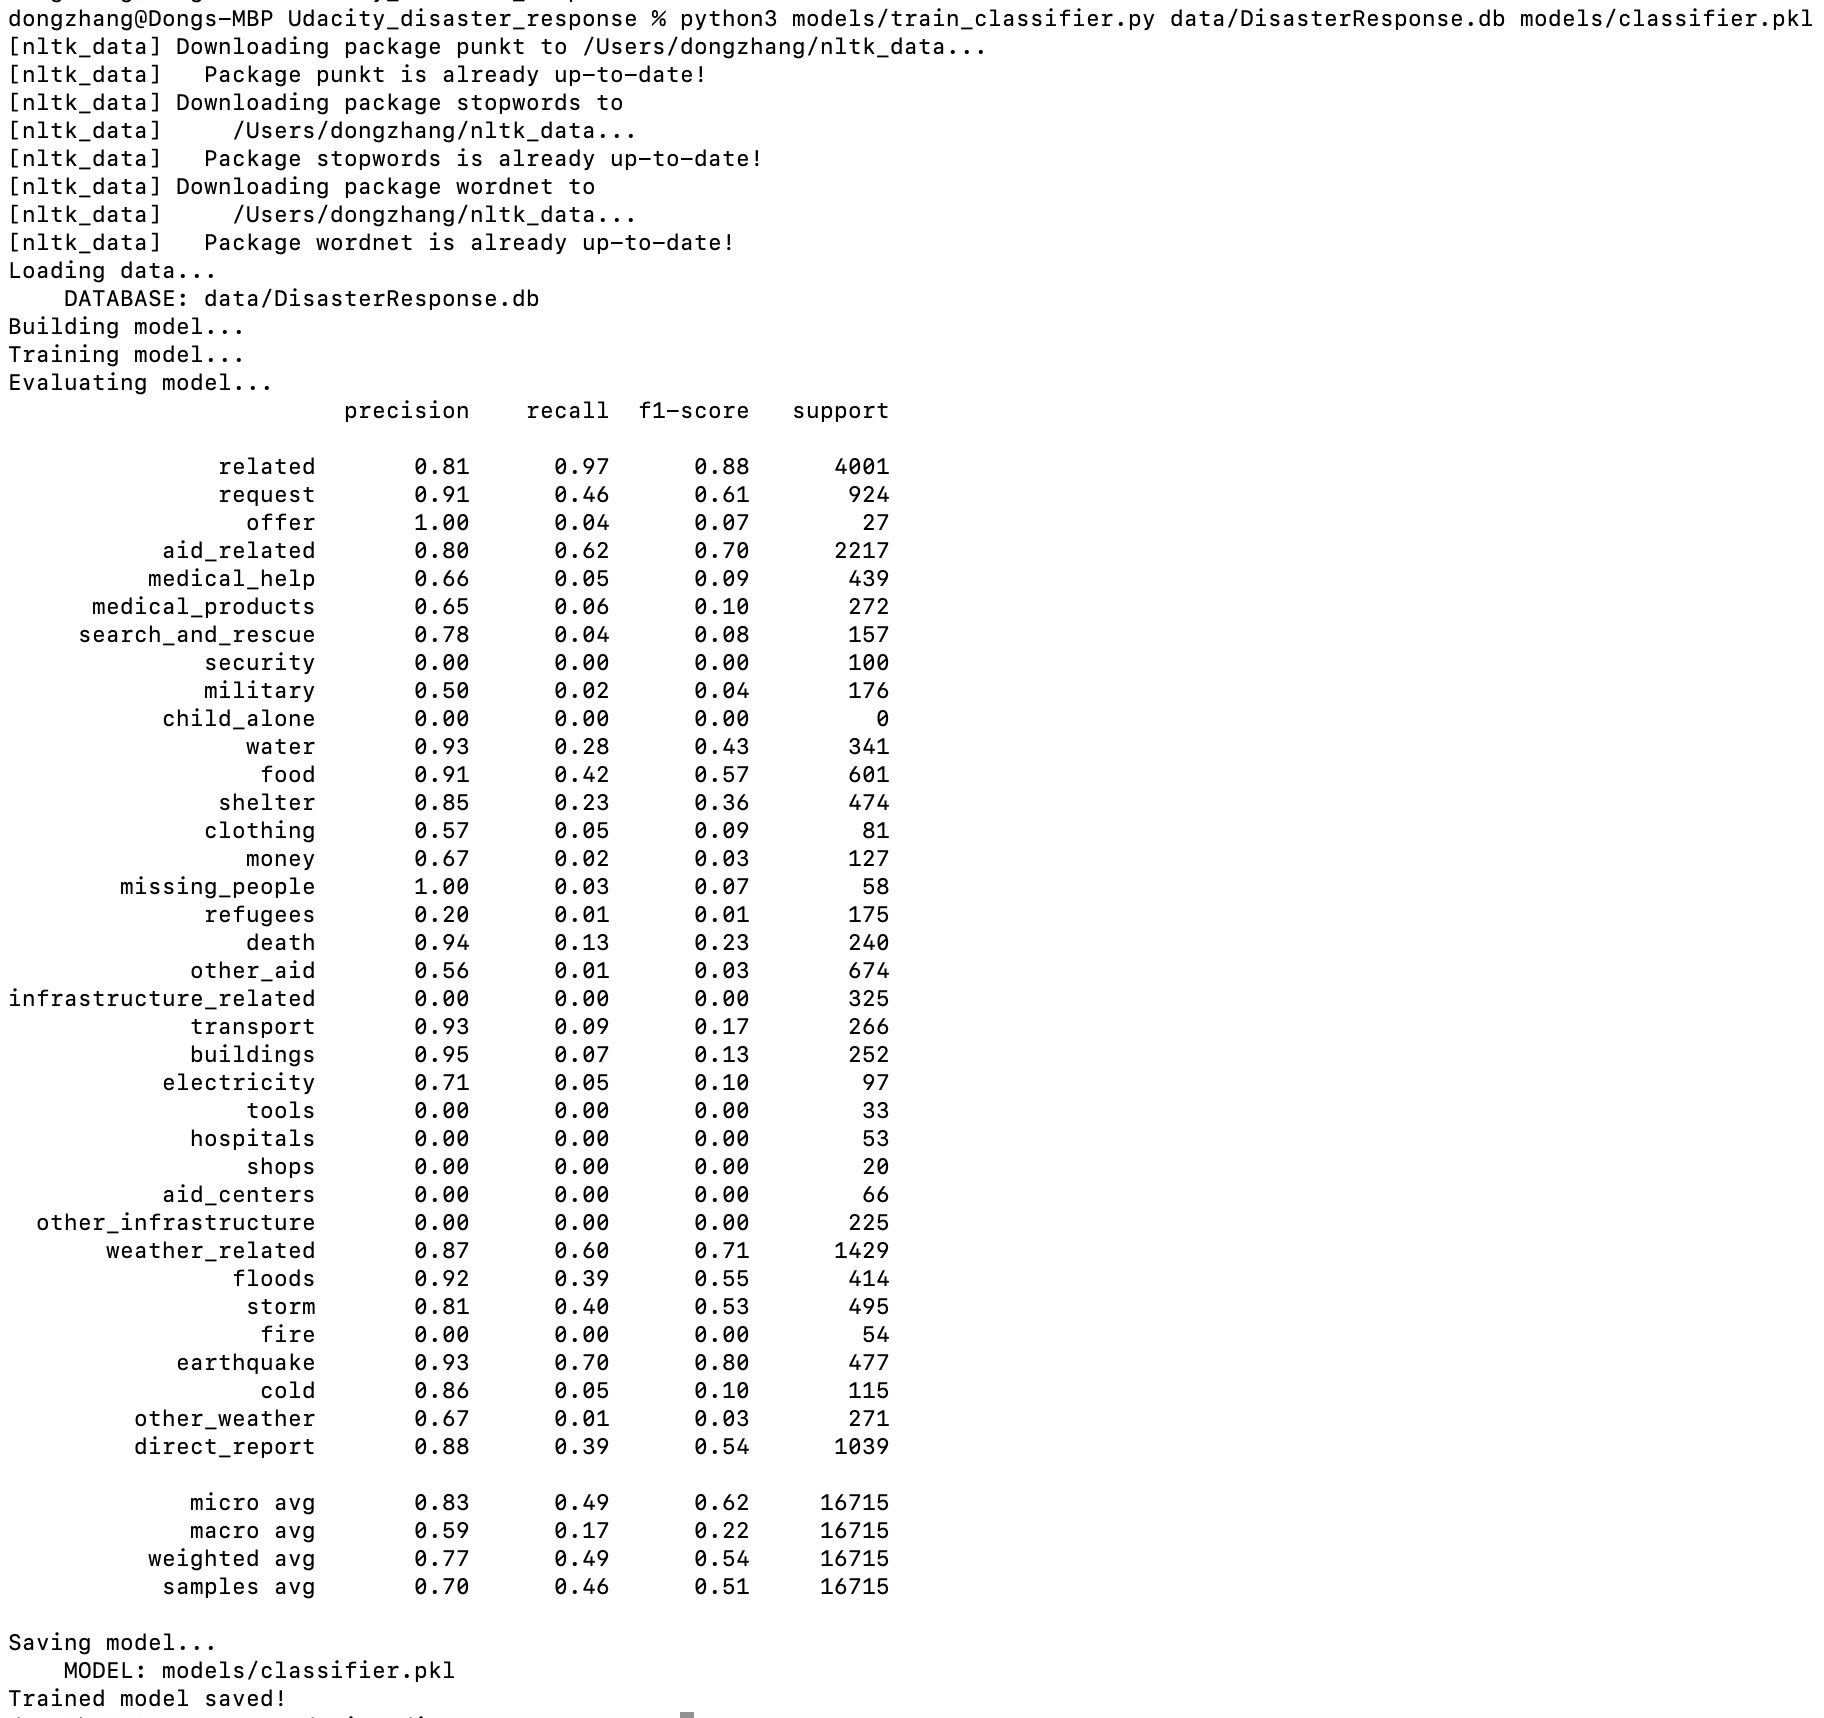 dongzhang@Dongs-MBP Udacity_disaster_response % python3 models/train_classifier.py data/DisasterResponse.db models/classifier.pkl
[nltk_data] Downloading package punkt to /Users/dongzhang/nltk_data...
[nltk_data]   Package punkt is already up-to-date!
[nltk_data] Downloading package stopwords to
[nltk_data]     /Users/dongzhang/nltk_data...
[nltk_data]   Package stopwords is already up-to-date!
[nltk_data] Downloading package wordnet to
[nltk_data]     /Users/dongzhang/nltk_data...
[nltk_data]   Package wordnet is already up-to-date!
Loading data...
    DATABASE: data/DisasterResponse.db
Building model...
Training model...
Evaluating model...
                        precision    recall  f1-score   support
               related       0.81      0.97      0.88      4001
               request       0.91      0.46      0.61       924
                 offer       1.00      0.04      0.07        27
           aid_related       0.80      0.62      0.70      2217
          medical_help       0.66      0.05      0.09       439
      medical_products       0.65      0.06      0.10       272
     search_and_rescue       0.78      0.04      0.08       157
              security       0.00      0.00      0.00       100
              military       0.50      0.02      0.04       176
           child_alone       0.00      0.00      0.00         0
                 water       0.93      0.28      0.43       341
                  food       0.91      0.42      0.57       601
               shelter       0.85      0.23      0.36       474
              clothing       0.57      0.05      0.09        81
                 money       0.67      0.02      0.03       127
        missing_people       1.00      0.03      0.07        58
              refugees       0.20      0.01      0.01       175
                 death       0.94      0.13      0.23       240
             other_aid       0.56      0.01      0.03       674
infrastructure_related       0.00      0.00      0.00       325
             transport       0.93      0.09      0.17       266
             buildings       0.95      0.07      0.13       252
           electricity       0.71      0.05      0.10        97
                 tools       0.00      0.00      0.00        33
             hospitals       0.00      0.00      0.00        53
                 shops       0.00      0.00      0.00        20
           aid_centers       0.00      0.00      0.00        66
  other_infrastructure       0.00      0.00      0.00       225
       weather_related       0.87      0.60      0.71      1429
                floods       0.92      0.39      0.55       414
                 storm       0.81      0.40      0.53       495
                  fire       0.00      0.00      0.00        54
            earthquake       0.93      0.70      0.80       477
                  cold       0.86      0.05      0.10       115
         other_weather       0.67      0.01      0.03       271
         direct_report       0.88      0.39      0.54      1039
             micro avg       0.83      0.49      0.62     16715
             macro avg       0.59      0.17      0.22     16715
          weighted avg       0.77      0.49      0.54     16715
           samples avg       0.70      0.46      0.51     16715
Saving model...
    MODEL: models/classifier.pkl
Trained model saved!